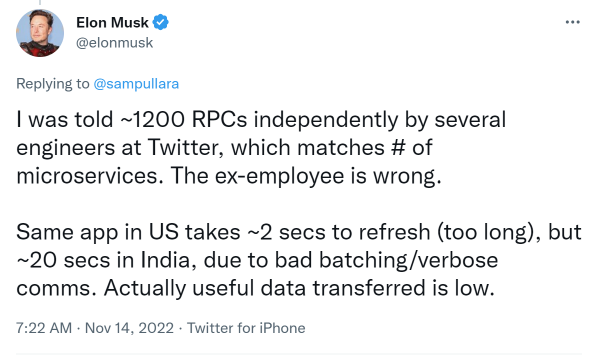 Elon Musk
@elonmusk
Replying to @sampullara
I was told ~1200 RPCs independently by several
engineers at Twitter, which matches # of
microservices. The ex-employee is wrong.
Same app in US takes ~2 secs to refresh (too long), but
~20 secs in India, due to bad batching/verbose
comms. Actually useful data transferred is low.
7:22 AM · Nov 14, 2022 · Twitter for iPhone